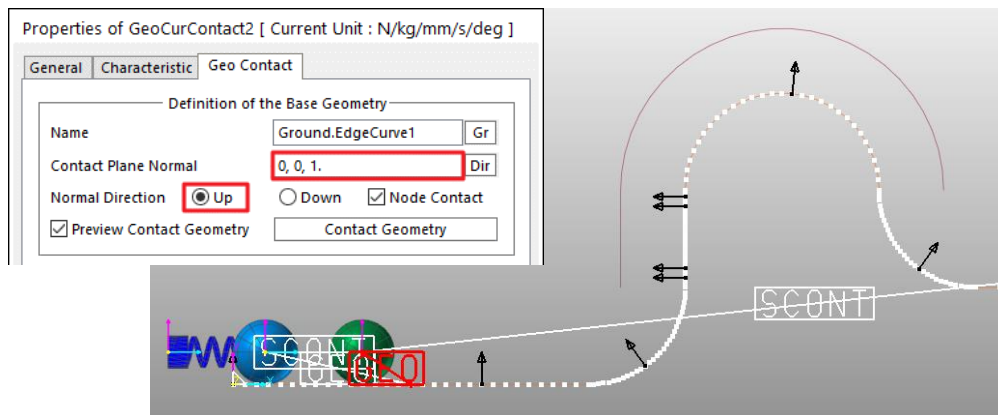 Properties of GeoCurContact2 [ Current Unit : N/kg/mm/s/deg ]
General Characteristic Geo Contact
Definition of the Base Geometry
Name Ground.EdgeCurve1 Gr
Contact Plane Normal 0, 0, 1. Dir
Normal Direction Up Down Node Contact
Preview Contact Geometry Contact Geometry
SCONT
SCONT
GEO